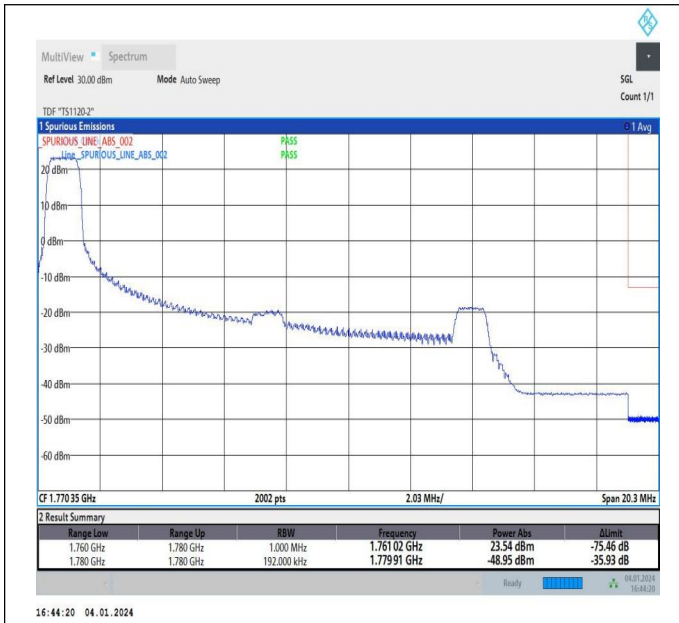 R&S
MultiView Spectrum
Ref Level 30.00 dBm Mode Auto Sweep SGL
Count 1/1
TDF "TS1120-2"
1 Spurious Emissions 1 Avg
SPURIOUS_LINE_ABS_002 PASS
Line _SPURIOUS_LINE_ABS_002 PASS
20 dBm
10 dBm
0 dBm
-10 dBm
-20 dBm
-30 dBm
-40 dBm
-50 dBm
-60 dBm
CF 1.770 35 GHz 2002 pts 2.03 MHz/ Span 20.3 MHz
2 Result Summary
Range Low Range Up RBW Frequency Power Abs ΔLimit
1.760 GHz 1.780 GHz 1.000 MHz 1.761 02 GHz 23.54 dBm -75.46 dB
1.780 GHz 1.780 GHz 192.000 kHz 1.779 91 GHz -48.95 dBm -35.93 dB
Ready 04.01.2024
16:44:20
16:44:20 04.01.2024